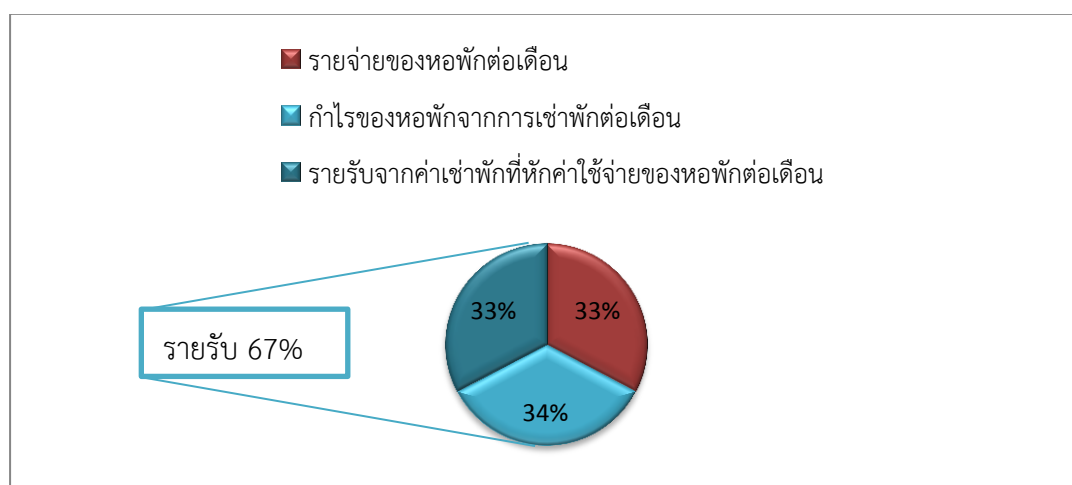 รายจ่ายของหอพักต่อเดือน
กำไรของหอพักจากการเช่าพักต่อเดือน
รายรับจากค่าเช่าพักที่หักค่าใช้จ่ายของหอพักต่อเดือน
33%
33%
รายรับ 67%
34%